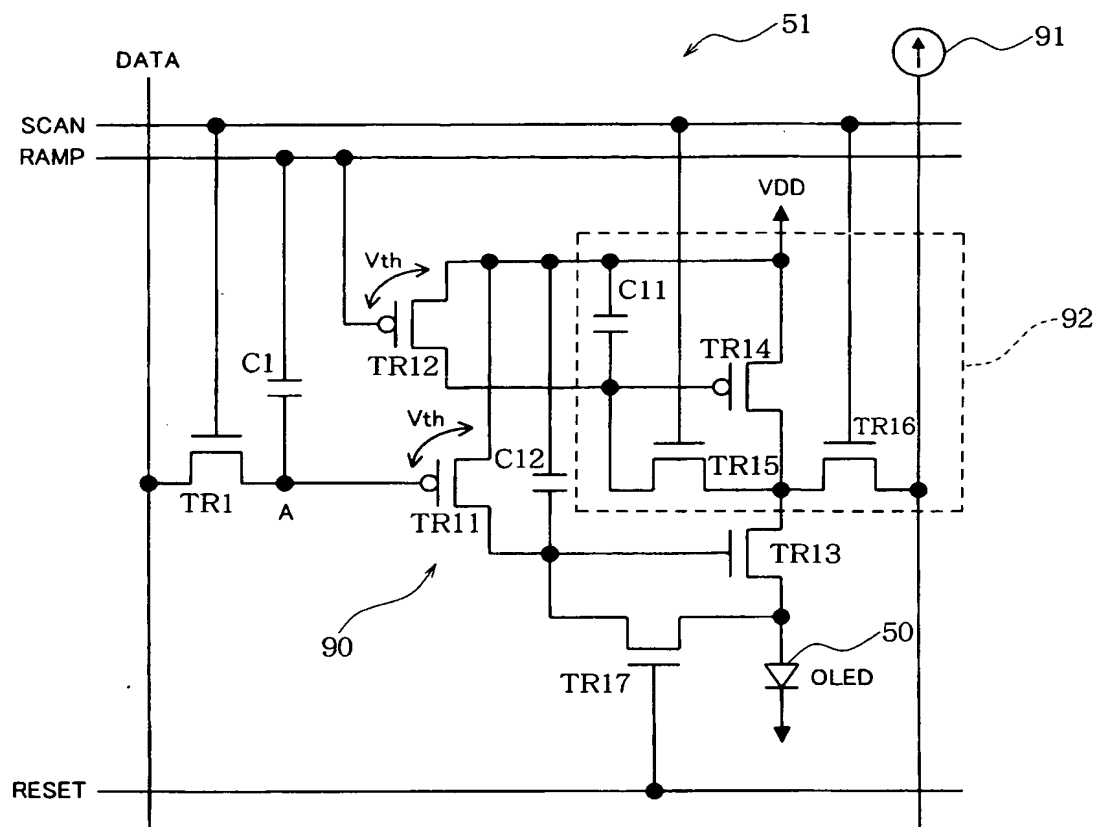 51
91
DATA
SCAN
RAMP
VDD
Vth
C11
92
TR14
TR12
C1
TR16
Vth
C12
TR15
TR1
A
TR11
TR13
90
50
OLED
TR17
RESET